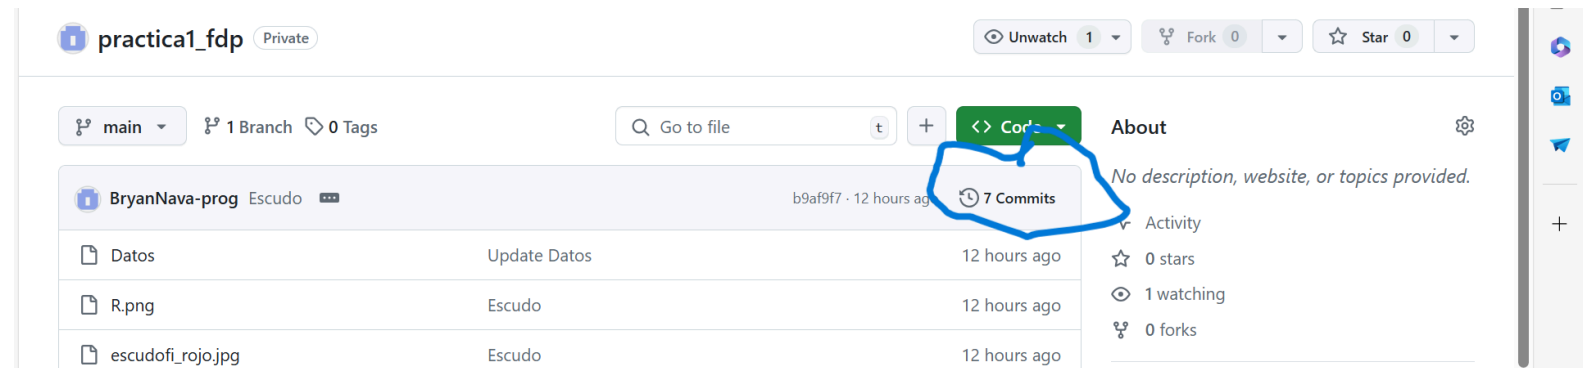 practica1_fdp Private Unwatch 1 Fork 0 Star 0
main 1 Branch 0 Tags Go to file t Code About
No description, website, or topics provided.
BryanNava-prog Escudo b9af9f7 · 12 hours 7 Commits
Activity
Datos Update Datos 12 hours ago
0 stars
1 watching
R.png Escudo 12 hours ago
0 forks
escudofi_rojo.jpg Escudo 12 hours ago